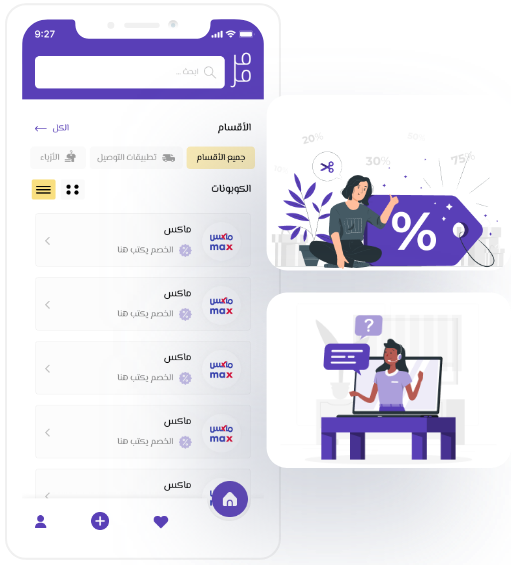 9:27
ابحث ...
الأقسام
الكل
جميع الأقسام
تطبيقات التوصيل
الأزياء
الكوبونات
ماكس
الخصم يكتب هنا
ماكس
max
ماكس
الخصم يكتب هنا
ماكس
max
ماكس
الخصم يكتب هنا
ماكس
max
ماكس
الخصم يكتب هنا
ماكس
max
ماكس
20%
30%
75%
%
?